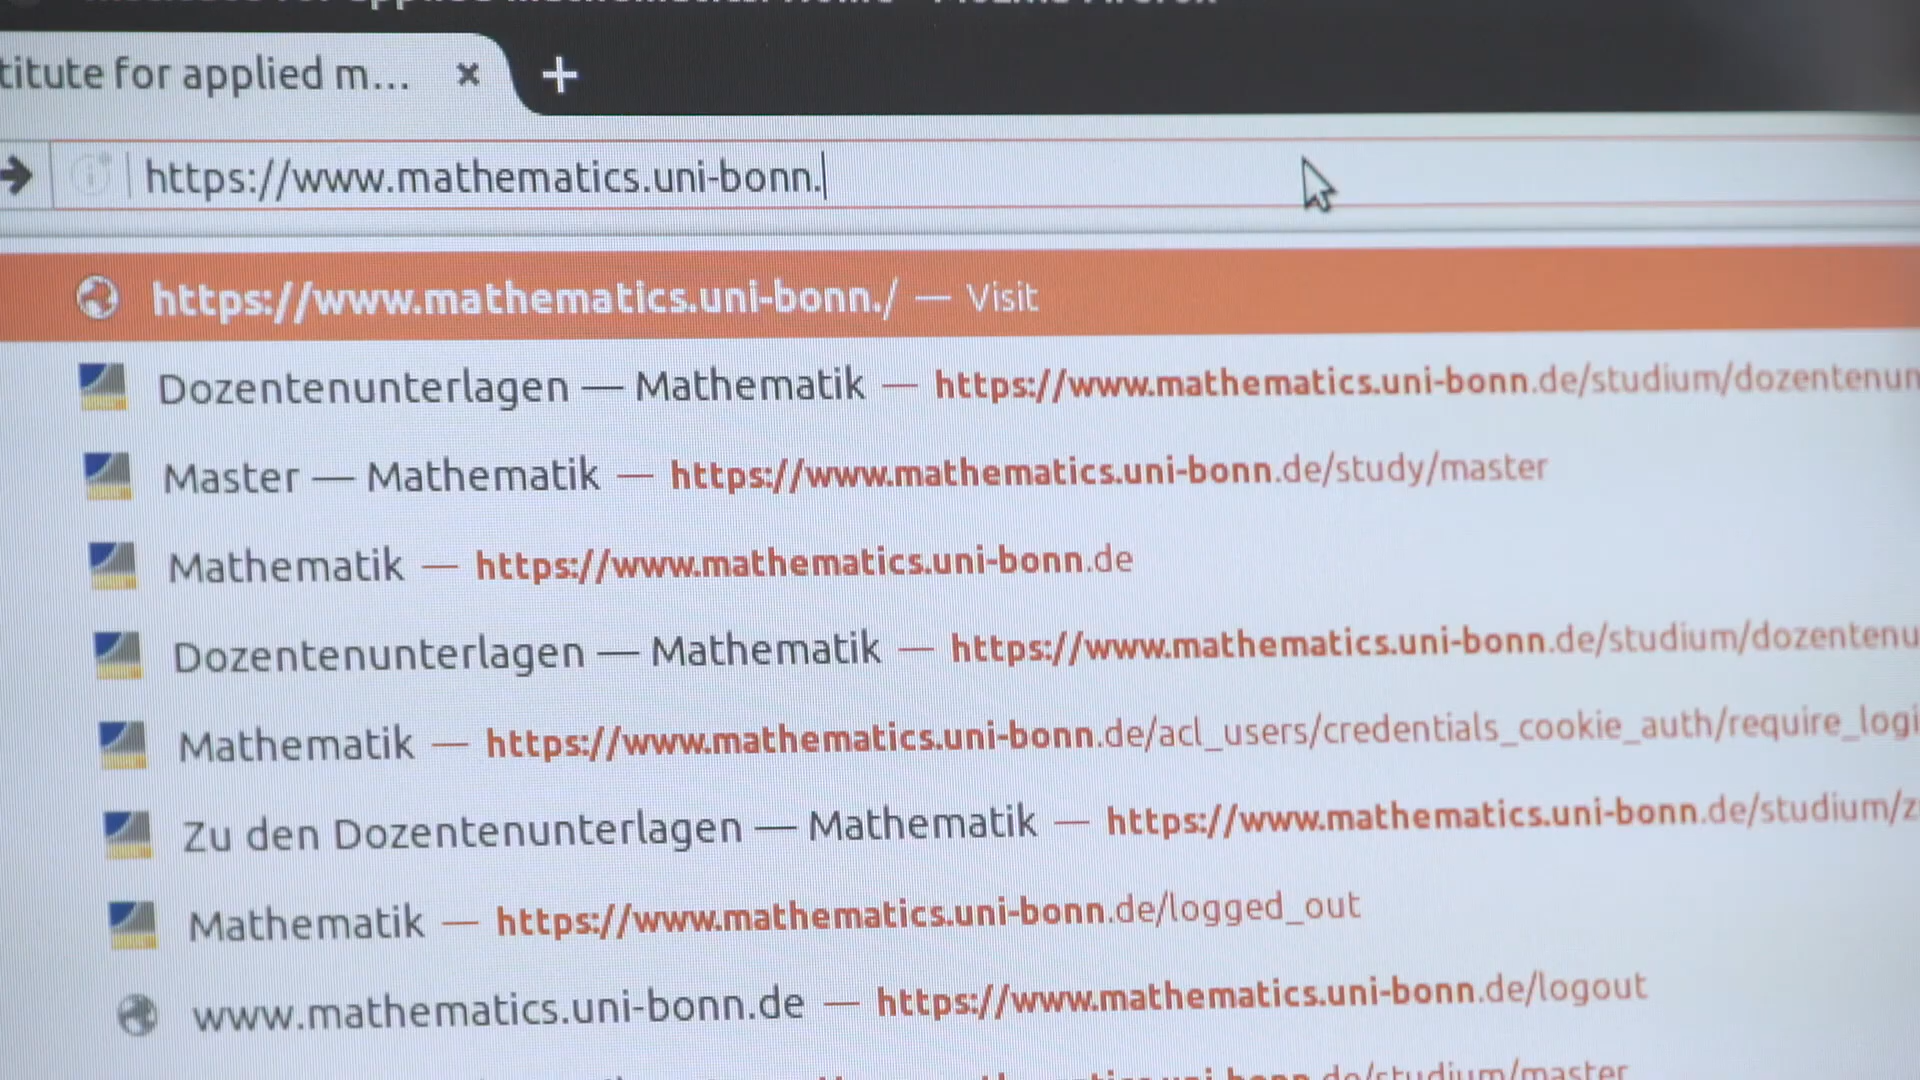 titute for applied m...
https://www.mathematics.uni-bonn.
https://www.mathematics.uni-bonn./ — Visit
Dozentenunterlagen — Mathematik — https://www.mathematics.uni-bonn.de/studium/dozentenun
Master — Mathematik — https://www.mathematics.uni-bonn.de/study/master
Mathematik — https://www.mathematics.uni-bonn.de
Dozentenunterlagen — Mathematik — https://www.mathematics.uni-bonn.de/studium/dozentenu
Mathematik — https://www.mathematics.uni-bonn.de/acl_users/credentials_cookie_auth/require_logi
Zu den Dozentenunterlagen — Mathematik — https://www.mathematics.uni-bonn.de/studium/z
Mathematik — https://www.mathematics.uni-bonn.de/logged_out
www.mathematics.uni-bonn.de — https://www.mathematics.uni-bonn.de/logout